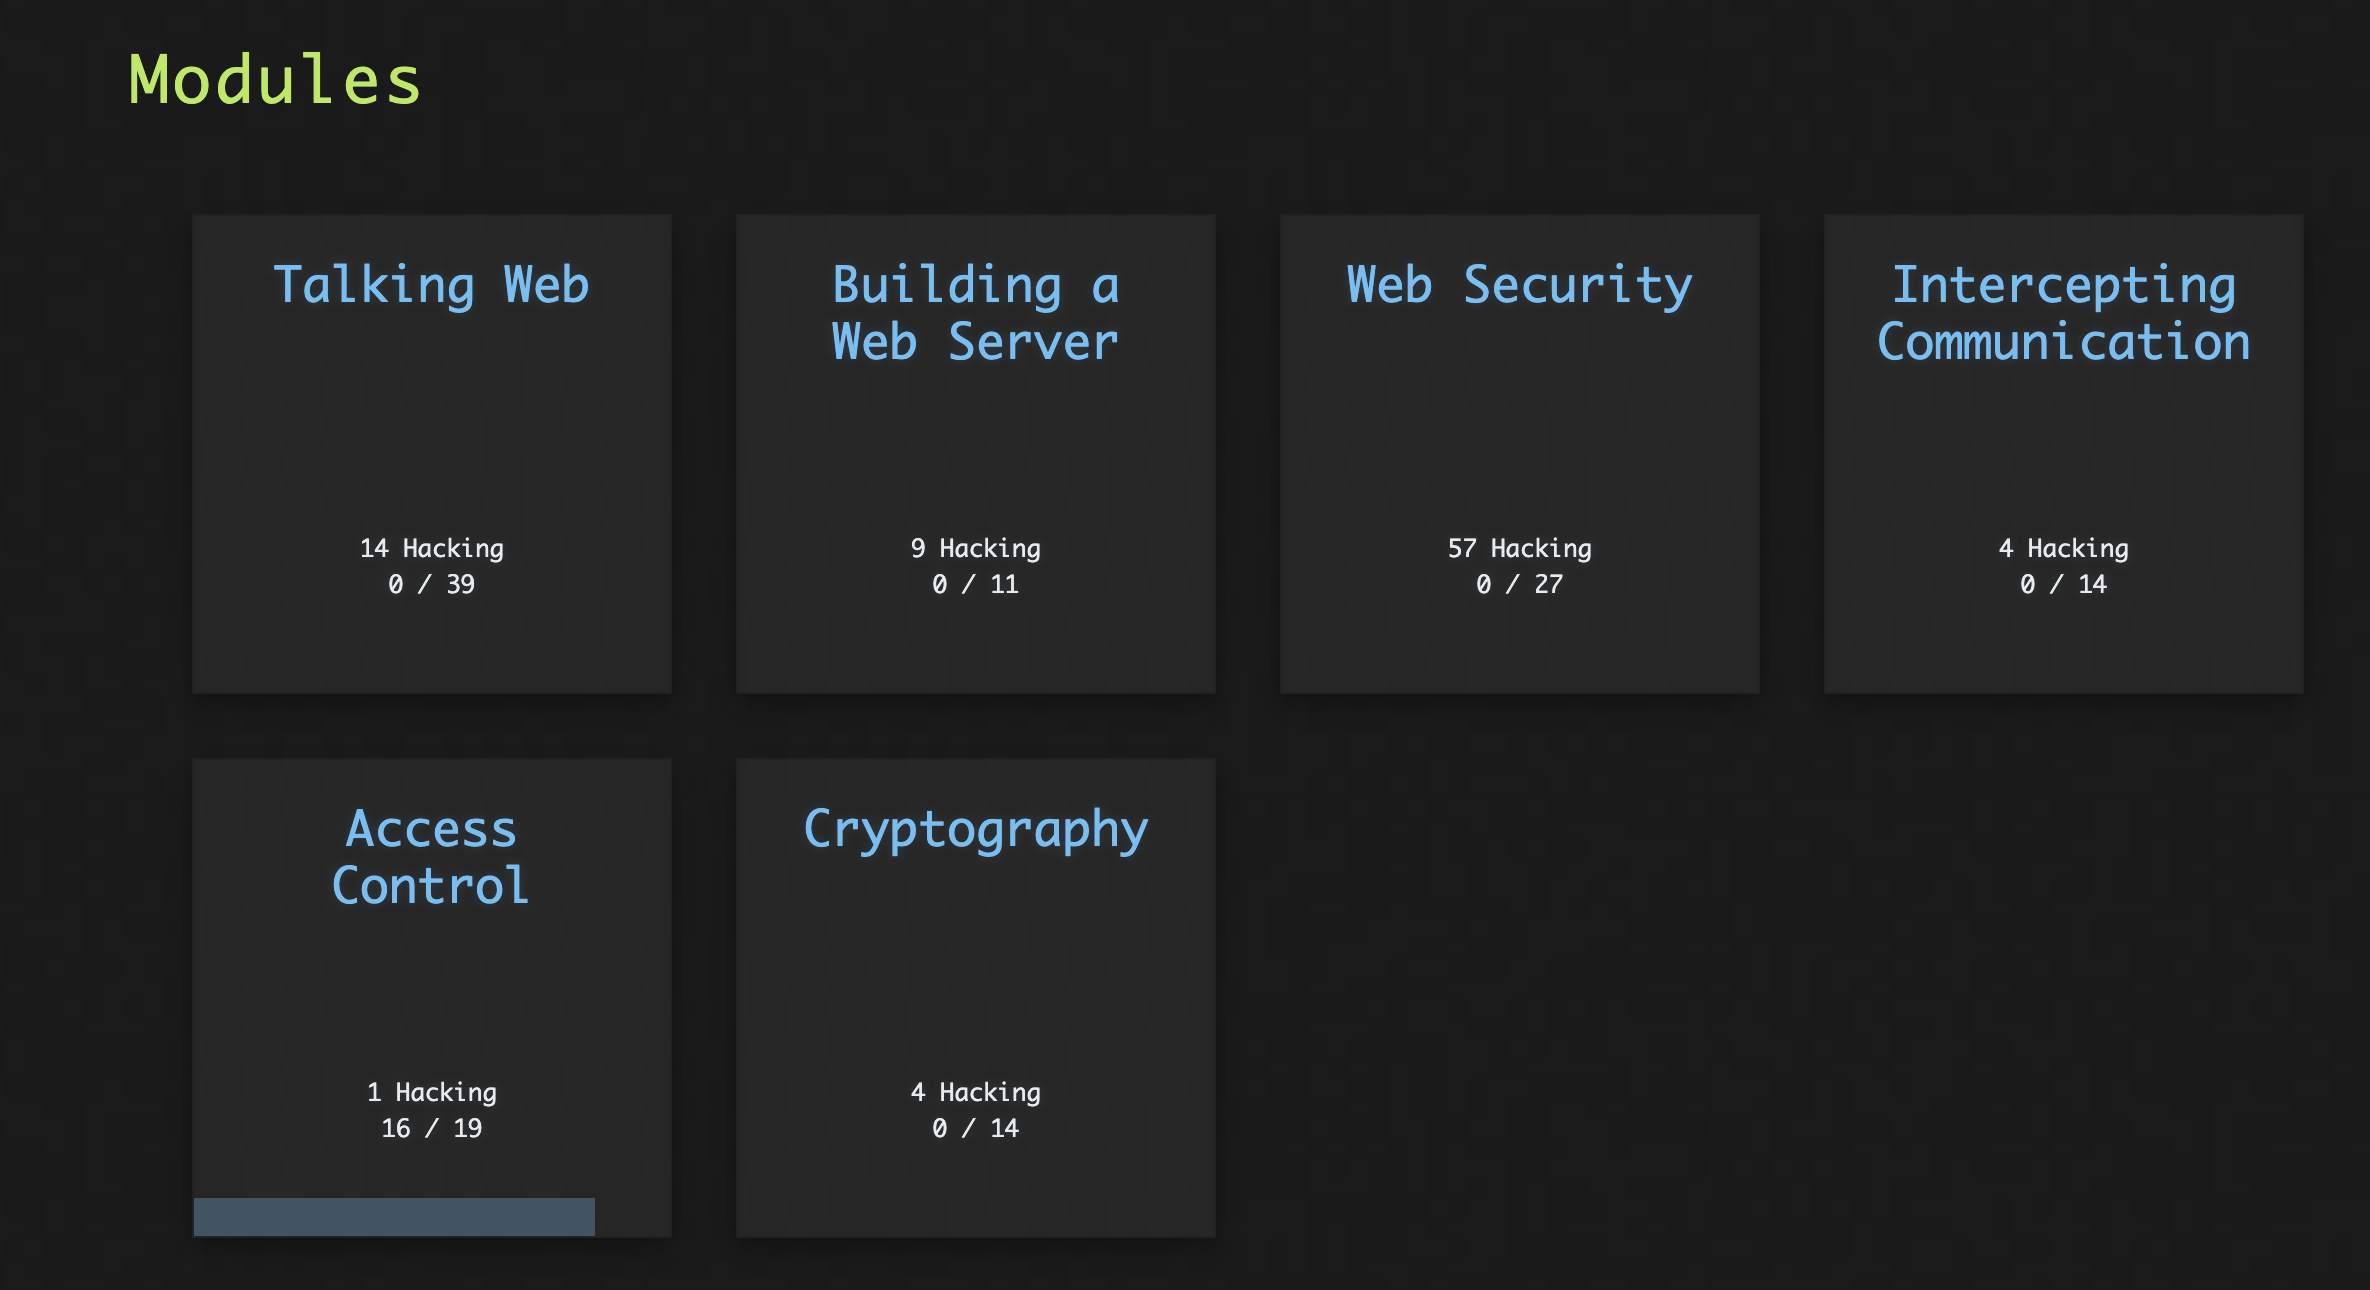 Modules
Talking Web
14 Hacking
0 / 39
Building a
Web Server
9 Hacking
0 / 11
Web Security
57 Hacking
0 / 27
Intercepting
Communication
4 Hacking
0 / 14
Access
Control
1 Hacking
16 / 19
Cryptography
4 Hacking
0 / 14